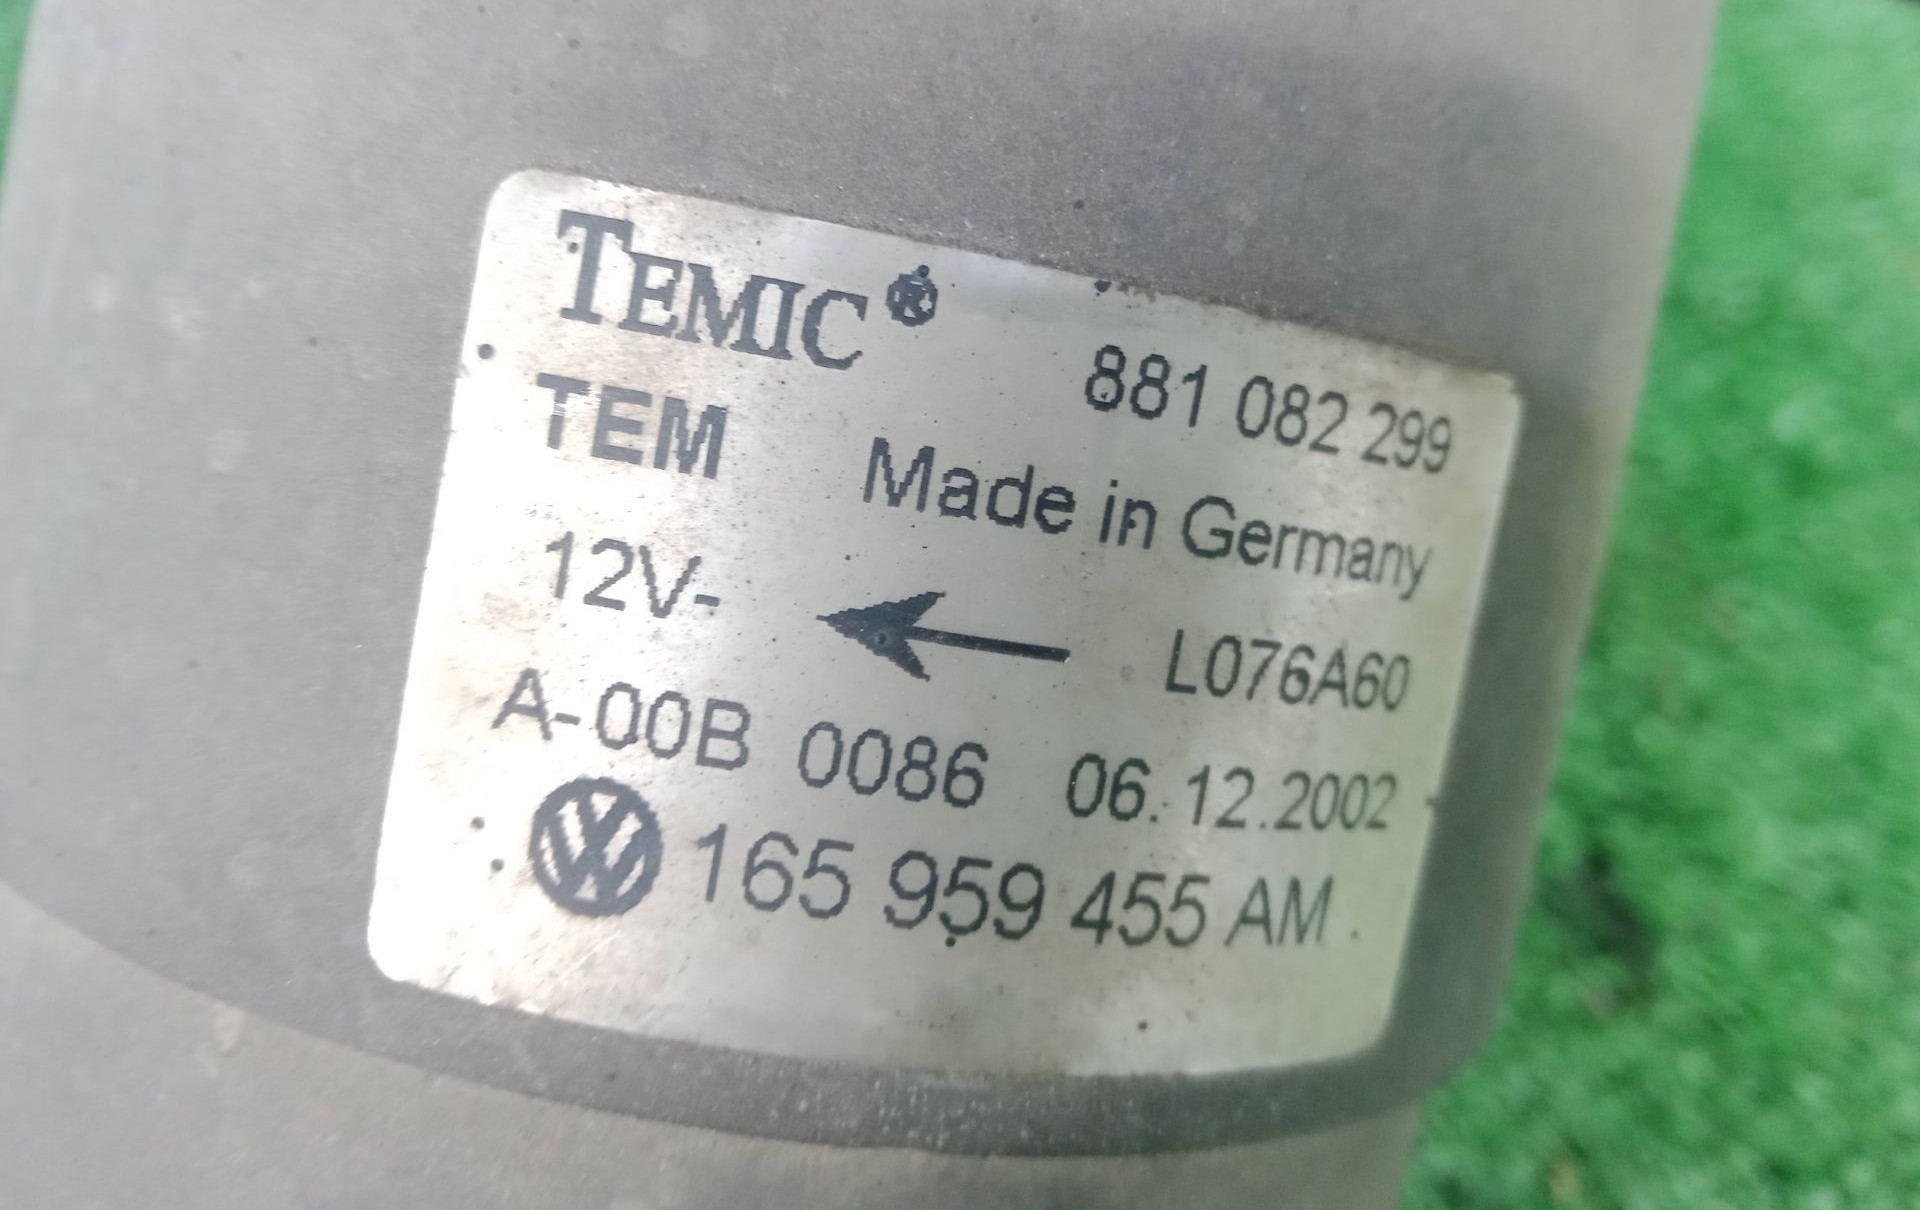 TEMIC®
881 082 299
TEM Made in Germany
12V- L076A60
A-00B 0086 06.12.2002
VW 165 959 455 AM